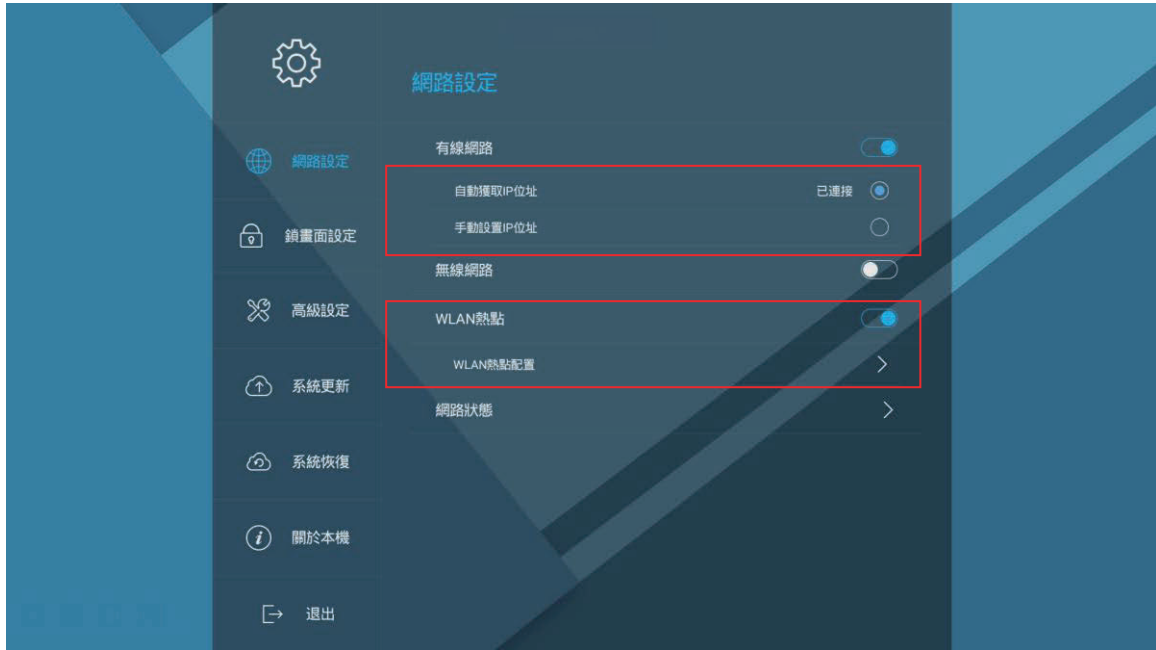 網路設定
網路設定
鎖畫面設定
高級設定
系統更新
系統恢復
關於本機
退出
有線網路
自動獲取IP位址 已連接
手動設置IP位址
無線網路
WLAN熱點
WLAN熱點配置
網路狀態